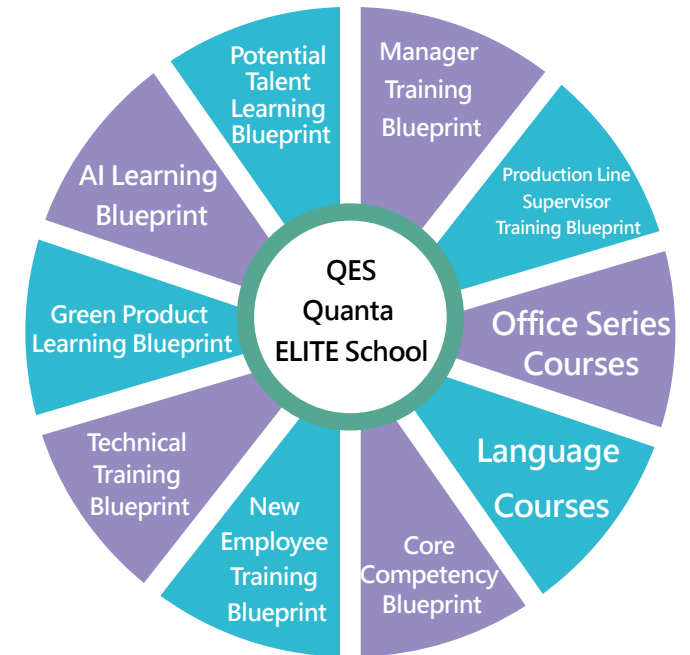 Potential
Talent
Learning
Blueprint
Manager
Training
Blueprint
Production Line
Supervisor
Training Blueprint
Office Series
Courses
Language
Courses
Core
Competency
Blueprint
New
Employee
Training
Blueprint
Technical
Training
Blueprint
Green Product
Learning Blueprint
AI Learning
Blueprint
QES
Quanta
ELITE School